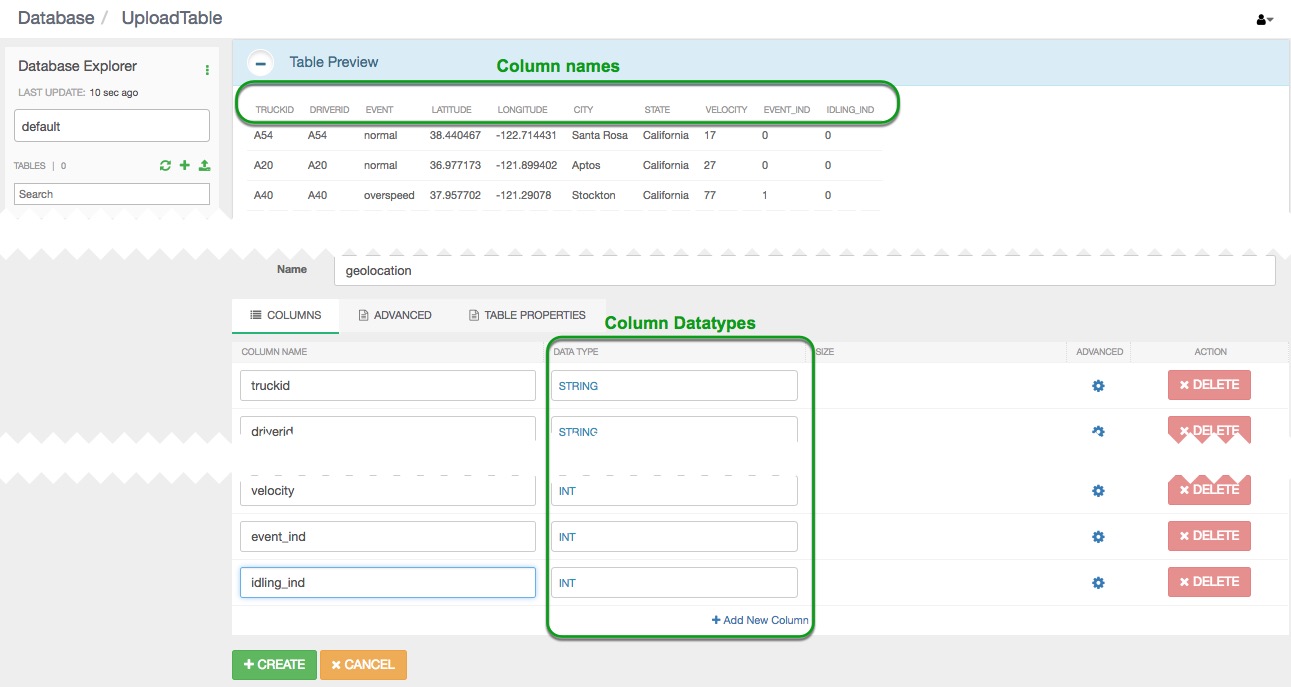 Database / UploadTable
Database Explorer
LAST UPDATE: 10 sec ago
default
TABLES | 0
Search
Table Preview
Column names
TRUCKID DRIVERID EVENT LATITUDE LONGITUDE CITY STATE VELOCITY EVENT_IND IDLING_IND
A54 A54 normal 38.440467 -122.714431 Santa Rosa California 17 0 0
A20 A20 normal 36.977173 -121.899402 Aptos California 27 0 0
A40 A40 overspeed 37.957702 -121.29078 Stockton California 77 1 0
Name geolocation
COLUMNS ADVANCED TABLE PROPERTIES
Column Datatypes
COLUMN NAME DATA TYPE SIZE ADVANCED ACTION
truckid STRING DELETE
driverid STRING DELETE
velocity INT DELETE
event_ind INT DELETE
idling_ind INT DELETE
Add New Column
CREATE CANCEL